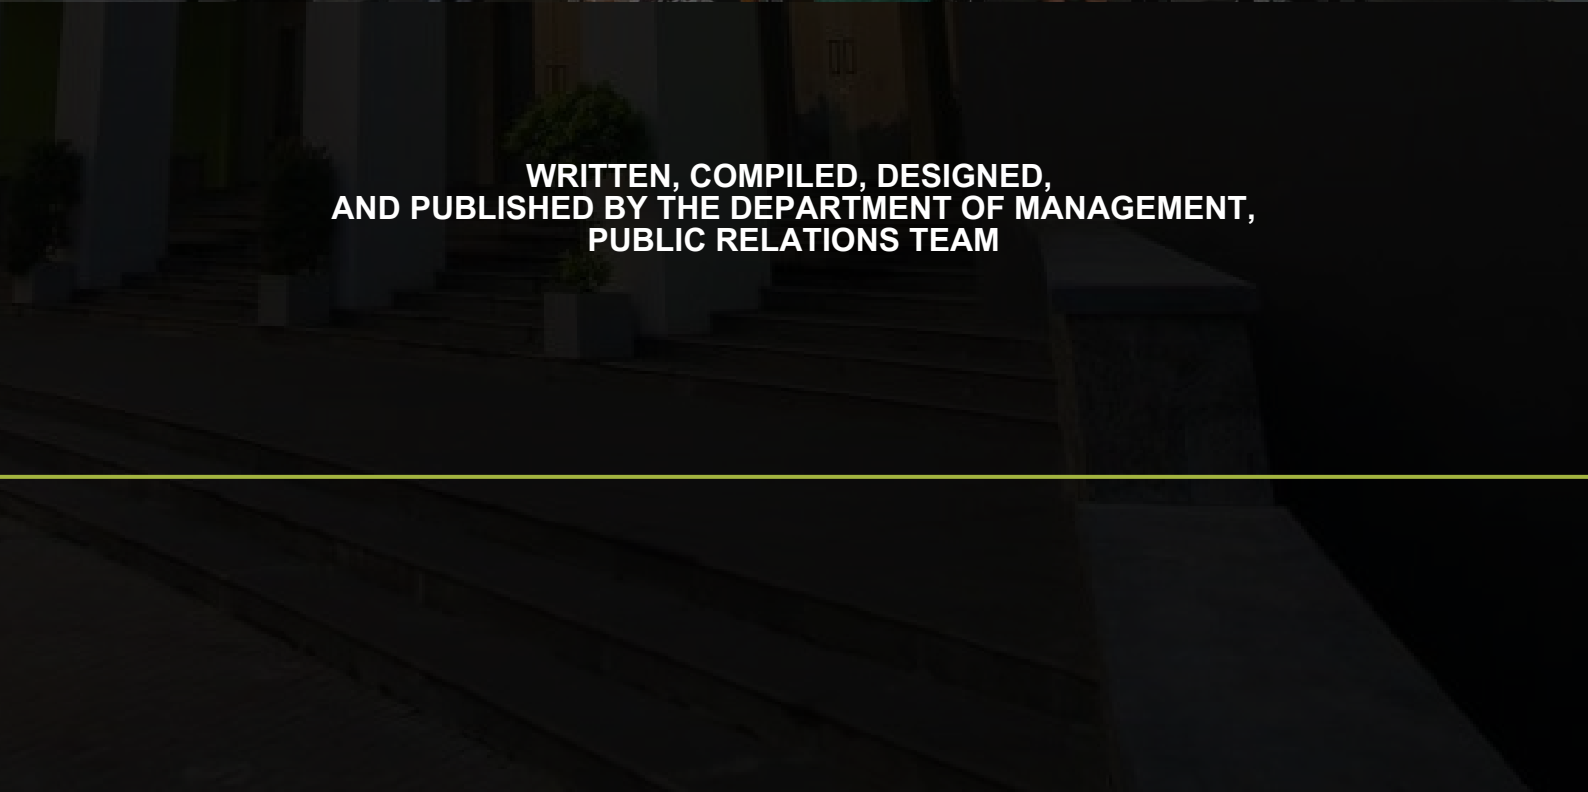 WRITTEN, COMPILED, DESIGNED,
AND PUBLISHED BY THE DEPARTMENT OF MANAGEMENT,
PUBLIC RELATIONS TEAM